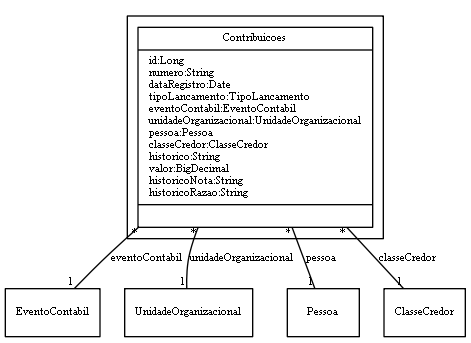 Contribuicoes
id:Long
numero:String
dataRegistro:Date
tipoLancamento:TipoLancamento
eventoContabil:EventoContabil
unidadeOrganizacional:UnidadeOrganizacional
pessoa:Pessoa
classeCredor:ClasseCredor
historico:String
valor:BigDecimal
historicoNota:String
historicoRazao:String
* * * *
eventoContabil unidadeOrganizacional pessoa classeCredor
1 1 1 1
EventoContabil UnidadeOrganizacional Pessoa ClasseCredor